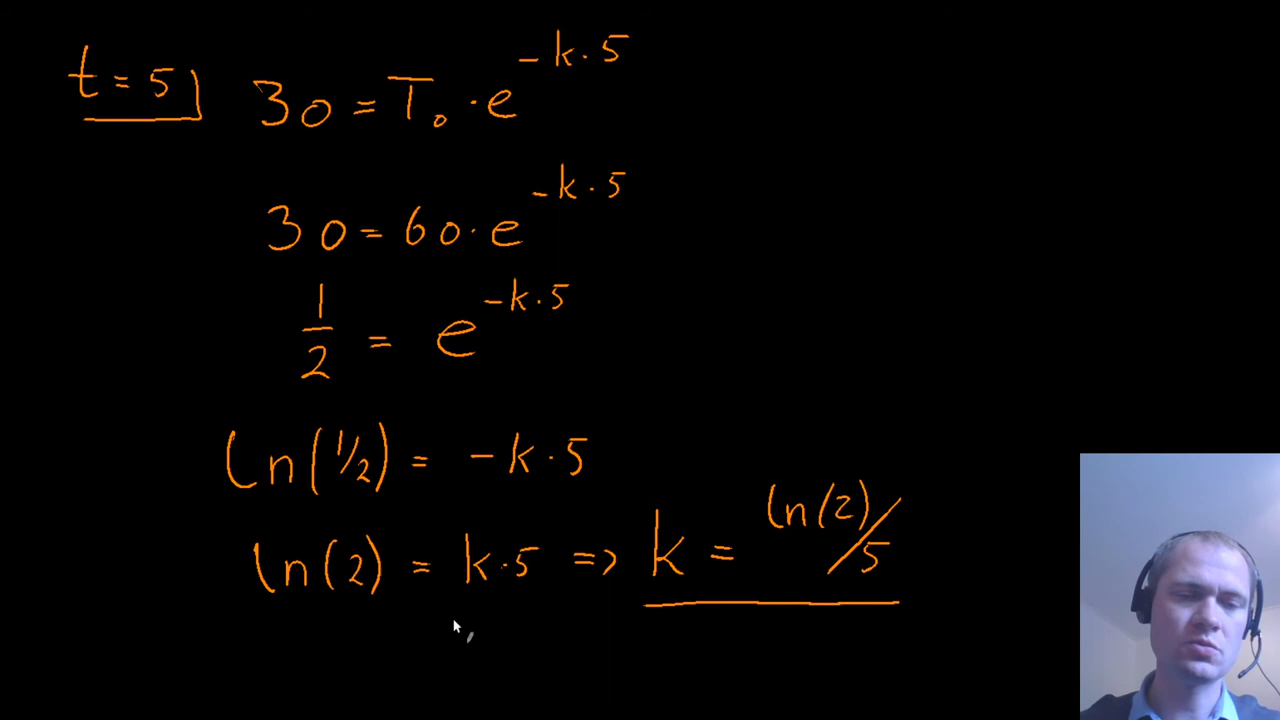 t = 5 30 = T₀ · e^(-k·5)
30 = 60 · e^(-k·5)
1/2 = e^(-k·5)
ln(1/2) = -k·5
ln(2) = k·5 => k = ln(2)/5